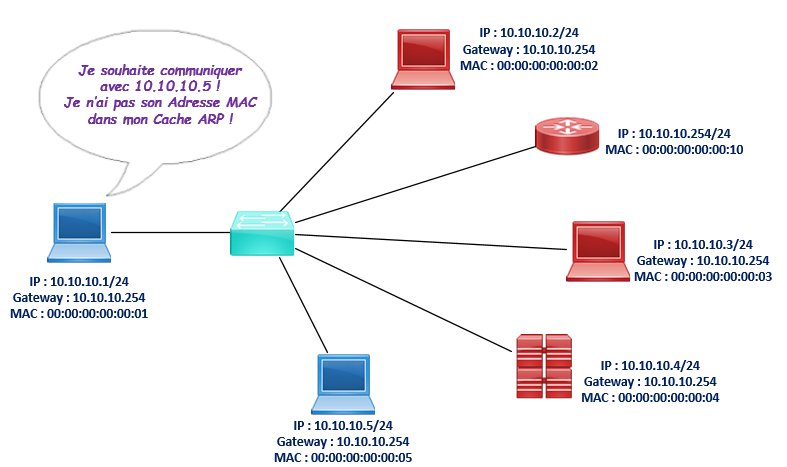 Je souhaite communiquer
avec 10.10.10.5 !
Je n'ai pas son Adresse MAC
dans mon Cache ARP !
IP : 10.10.10.2/24
Gateway : 10.10.10.254
MAC : 00:00:00:00:00:02
IP : 10.10.10.254/24
MAC : 00:00:00:00:00:10
IP : 10.10.10.3/24
Gateway : 10.10.10.254
MAC : 00:00:00:00:00:03
IP : 10.10.10.1/24
Gateway : 10.10.10.254
MAC : 00:00:00:00:00:01
IP : 10.10.10.4/24
Gateway : 10.10.10.254
MAC : 00:00:00:00:00:04
IP : 10.10.10.5/24
Gateway : 10.10.10.254
MAC : 00:00:00:00:00:05